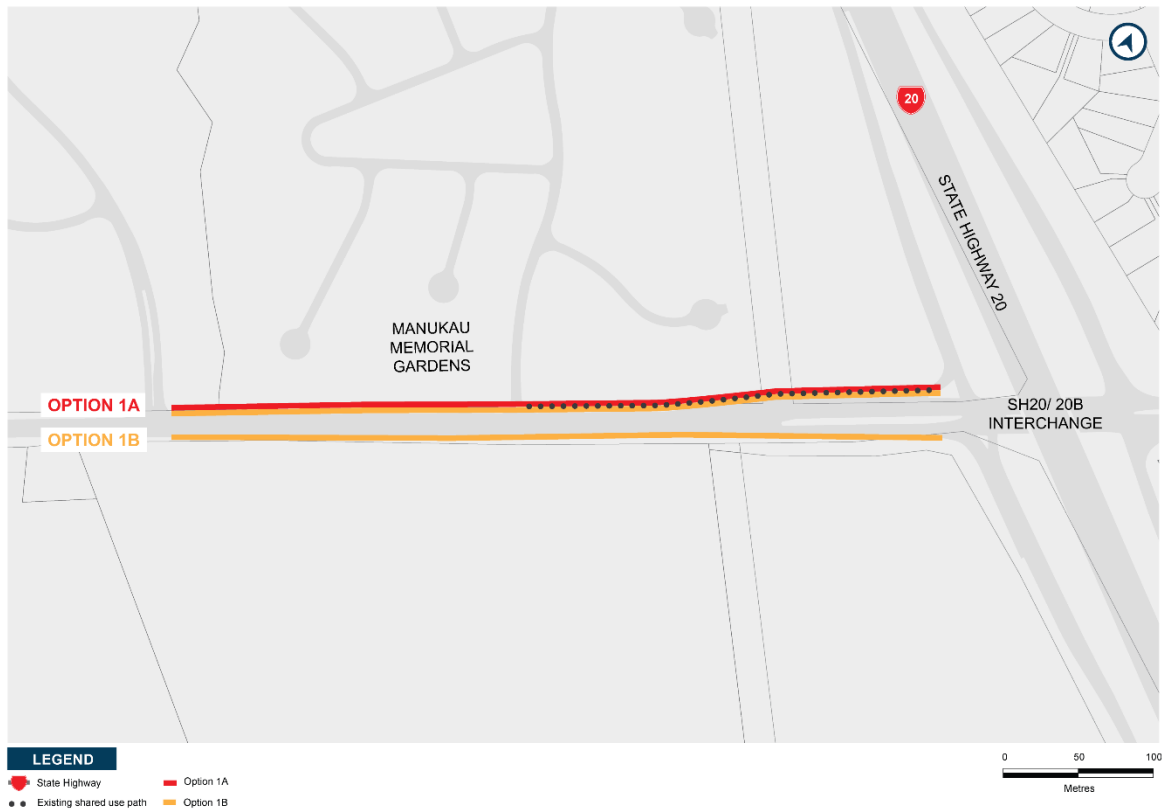 20
STATE HIGHWAY 20
MANUKAU
MEMORIAL
GARDENS
OPTION 1A
OPTION 1B
SH20/ 20B
INTERCHANGE
LEGEND
State Highway
Option 1A
Existing shared use path
Option 1B
0 50 100
Metres